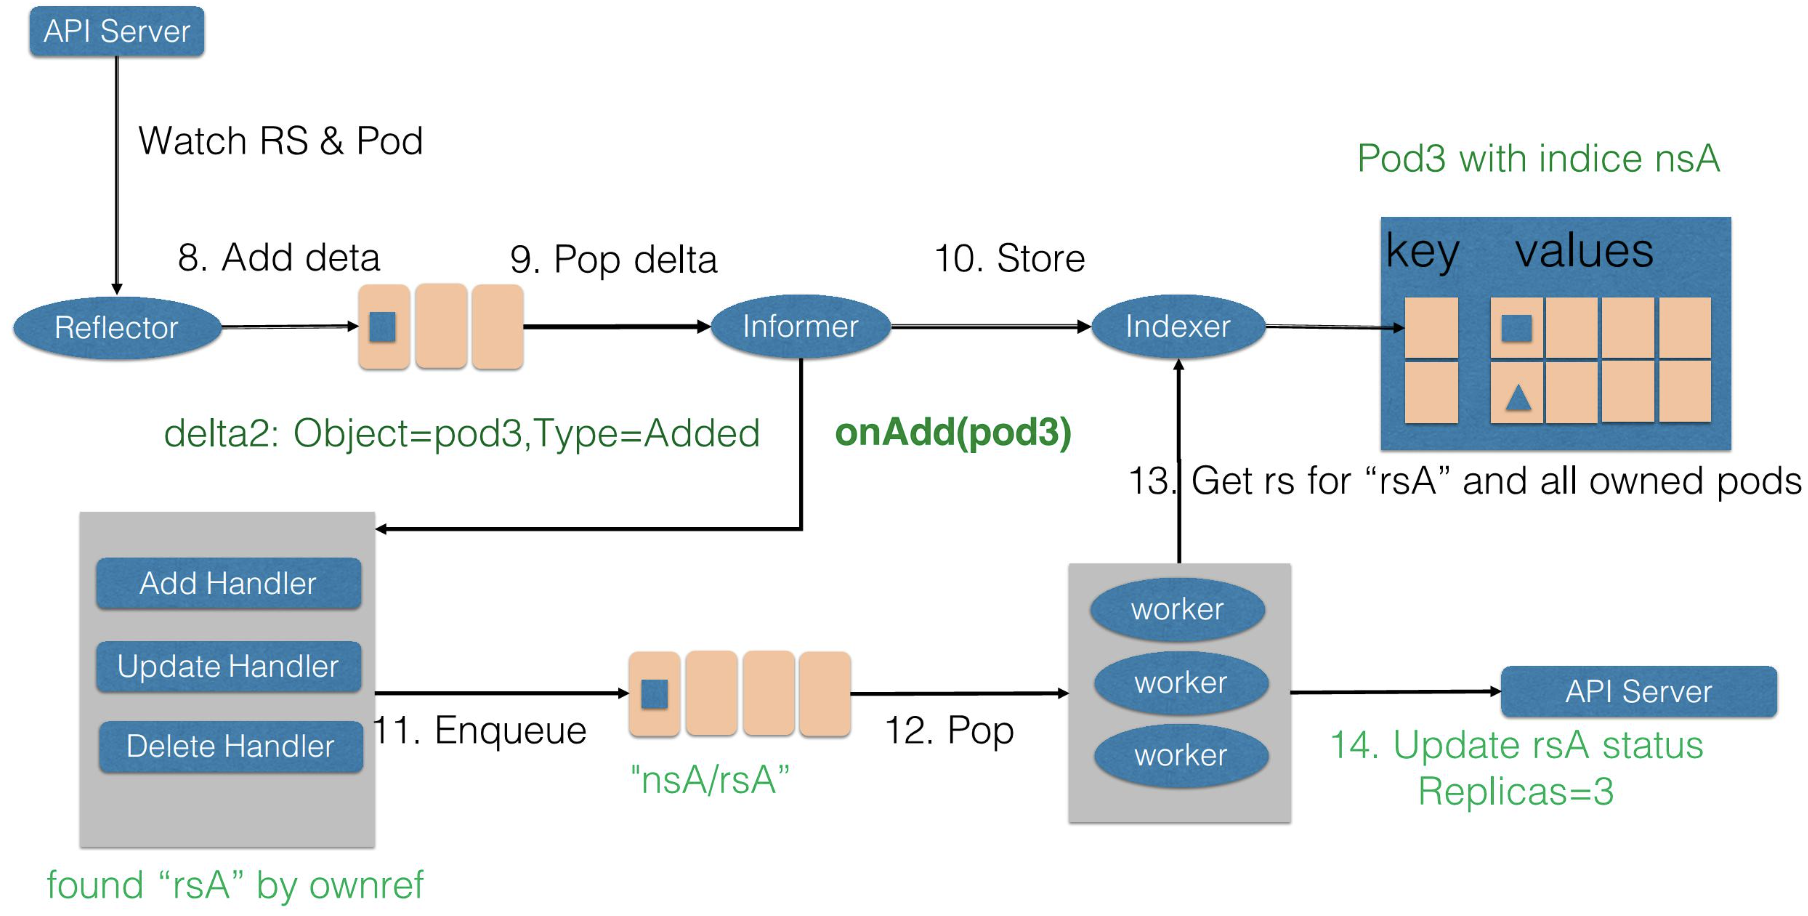 API Server
Watch RS & Pod
Pod3 with indice nsA
key values
8. Add deta
9. Pop delta
10. Store
Reflector
Informer
Indexer
delta2: Object=pod3,Type=Added
onAdd(pod3)
13. Get rs for “rsA” and all owned pods
Add Handler
Update Handler
Delete Handler
11. Enqueue
"nsA/rsA”
12. Pop
worker
worker
worker
API Server
14. Update rsA status
Replicas=3
found “rsA” by ownref